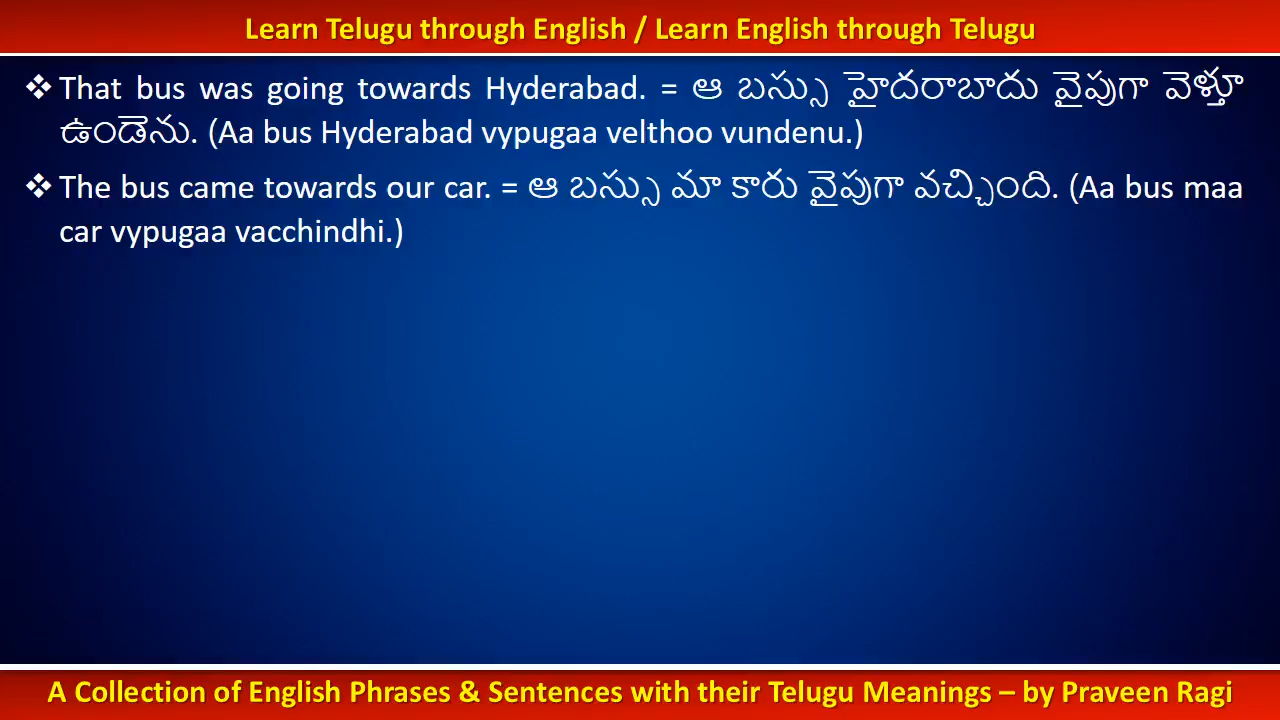 Learn Telugu through English / Learn English through Telugu
❖ That bus was going towards Hyderabad. = ఆ బస్సు హైదరాబాదు వైపుగా వెళ్తూ
ఉండెను. (Aa bus Hyderabad vypugaa velthoo vundenu.)
❖ The bus came towards our car. = ఆ బస్సు మా కారు వైపుగా వచ్చింది. (Aa bus maa
car vypugaa vacchindhi.)
A Collection of English Phrases & Sentences with their Telugu Meanings – by Praveen Ragi